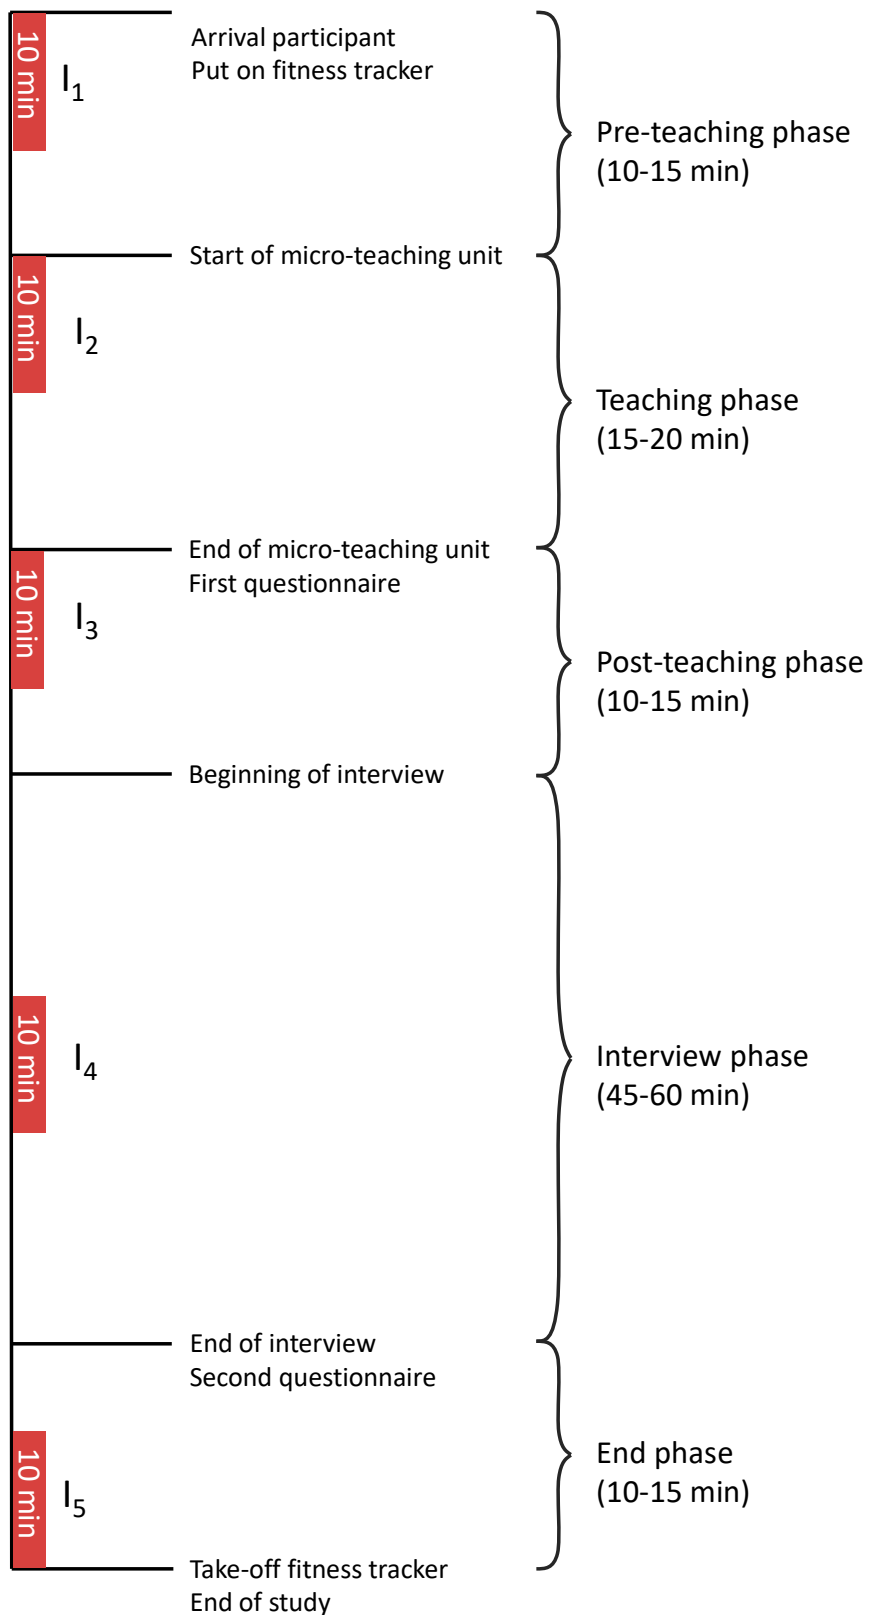 10 min
I1
Arrival participant
Put on fitness tracker
Pre-teaching phase
(10-15 min)
Start of micro-teaching unit
10 min
I2
Teaching phase
(15-20 min)
End of micro-teaching unit
First questionnaire
10 min
I3
Post-teaching phase
(10-15 min)
Beginning of interview
10 min
I4
Interview phase
(45-60 min)
End of interview
Second questionnaire
10 min
I5
End phase
(10-15 min)
Take-off fitness tracker
End of study